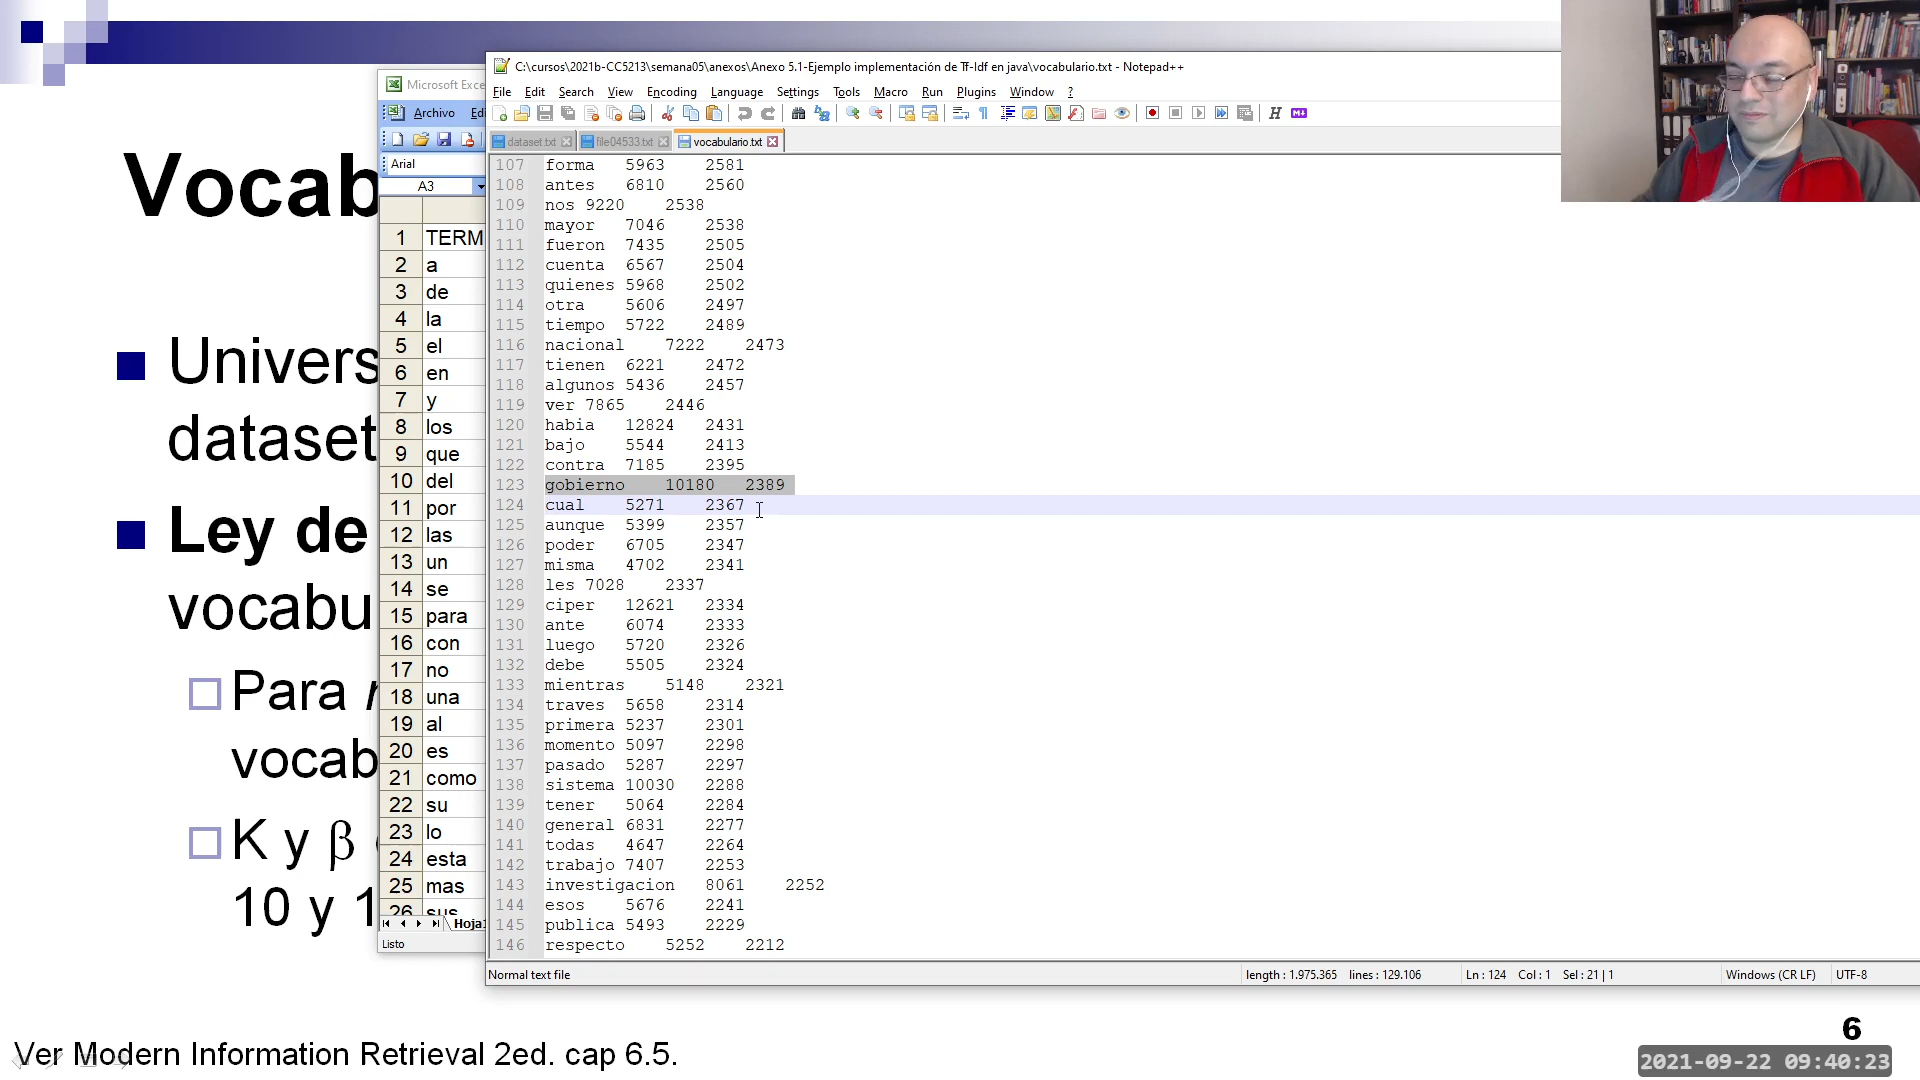 C:\cursos\2021b-CC5213\semana05\anexos\Anexo 5.1-Ejemplo implementación de Tf-Idf en java\vocabulario.txt - Notepad++
File Edit Search View Encoding Language Settings Tools Macro Run Plugins Window ?
dataset.txt file04533.txt vocabulario.txt
107 forma 5963 2581
108 antes 6810 2560
109 nos 9220 2538
110 mayor 7046 2538
111 fueron 7435 2505
112 cuenta 6567 2504
113 quienes 5968 2502
114 otra 5606 2497
115 tiempo 5722 2489
116 nacional 7222 2473
117 tienen 6221 2472
118 algunos 5436 2457
119 ver 7865 2446
120 habia 12824 2431
121 bajo 5544 2413
122 contra 7185 2395
123 gobierno 10180 2389
124 cual 5271 2367
125 aunque 5399 2357
126 poder 6705 2347
127 misma 4702 2341
128 les 7028 2337
129 ciper 12621 2334
130 ante 6074 2333
131 luego 5720 2326
132 debe 5505 2324
133 mientras 5148 2321
134 traves 5658 2314
135 primera 5237 2301
136 momento 5097 2298
137 pasado 5287 2297
138 sistema 10030 2288
139 tener 5064 2284
140 general 6831 2277
141 todas 4647 2264
142 trabajo 7407 2253
143 investigacion 8061 2252
144 esos 5676 2241
145 publica 5493 2229
146 respecto 5252 2212
Normal text file length : 1.975.365 lines : 129.106 Ln : 124 Col : 1 Sel : 21 | 1 Windows (CR LF) UTF-8
Microsoft Exce
Archivo Edi
Arial
A3
1 TERM
2 a
3 de
4 la
5 el
6 en
7 y
8 los
9 que
10 del
11 por
12 las
13 un
14 se
15 para
16 con
17 no
18 una
19 al
20 es
21 como
22 su
23 lo
24 esta
25 mas
26 sus
Hoja1
Listo
Vocab
Univers
dataset
Ley de
vocabu
Para
vocab
K y β
10 y 1
6
Ver Modern Information Retrieval 2ed. cap 6.5.
2021-09-22 09:40:23